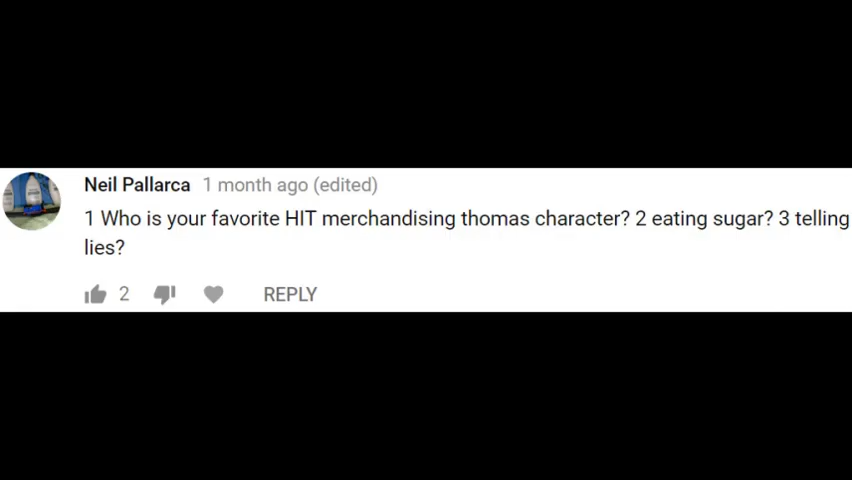 Neil Pallarca 1 month ago (edited)
1 Who is your favorite HIT merchandising thomas character? 2 eating sugar? 3 telling
lies?
2 REPLY